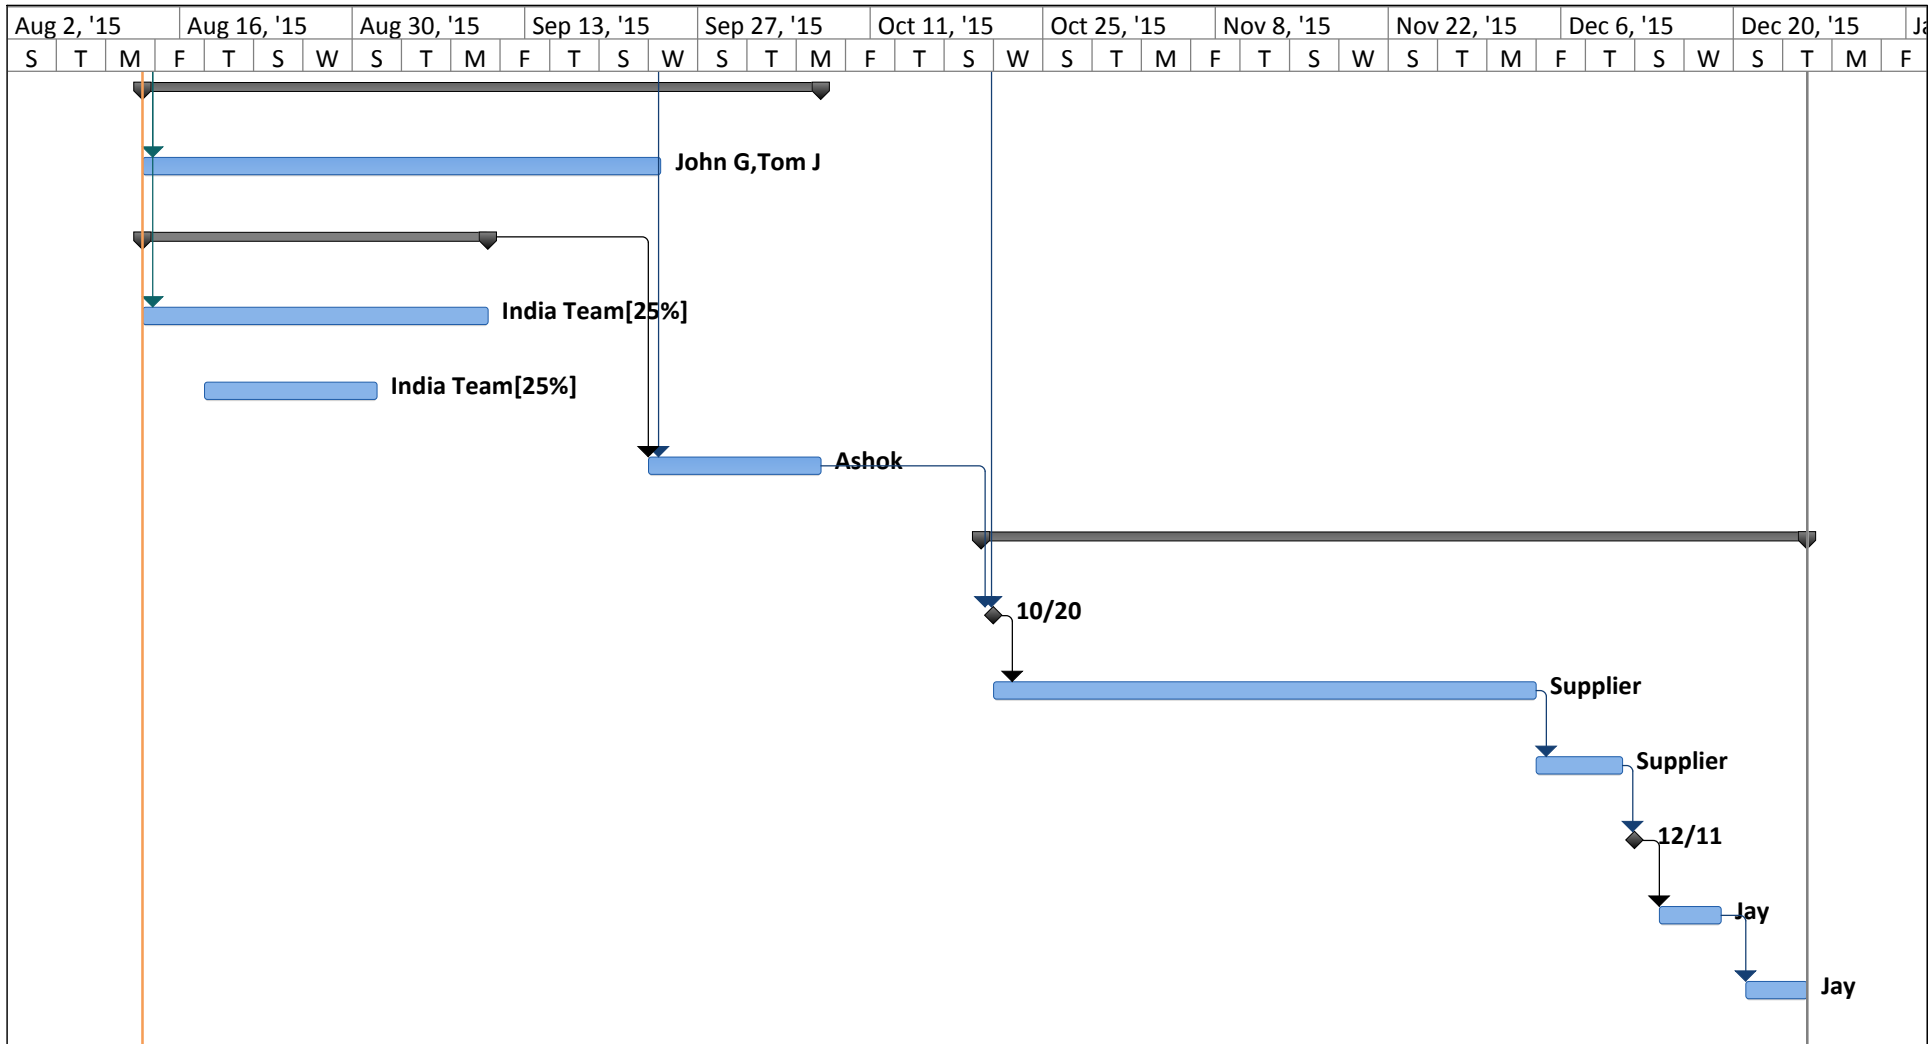 Aug 2, '15 Aug 16, '15 Aug 30, '15 Sep 13, '15 Sep 27, '15 Oct 11, '15 Oct 25, '15 Nov 8, '15 Nov 22, '15 Dec 6, '15 Dec 20, '15
S T M F T S W S T M F T S W S T M F T S W S T M F T S W S T M F T S W S T M F
John G,Tom J
India Team[25%]
India Team[25%]
Ashok
10/20
Supplier
Supplier
12/11
Jay
Jay